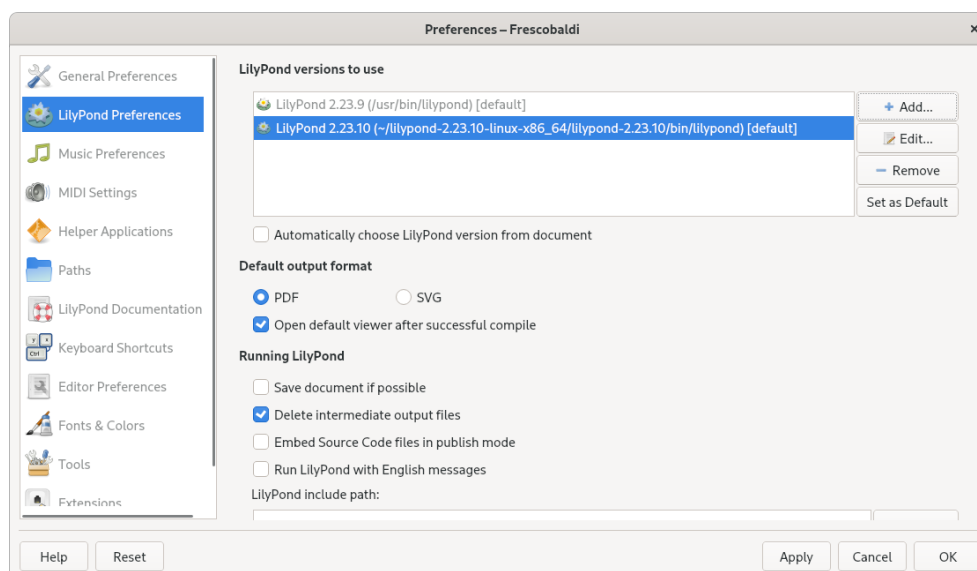 Preferences – Frescobaldi
General Preferences
LilyPond Preferences
Music Preferences
MIDI Settings
Helper Applications
Paths
LilyPond Documentation
Keyboard Shortcuts
Editor Preferences
Fonts & Colors
Tools
Extensions
LilyPond versions to use
LilyPond 2.23.9 (/usr/bin/lilypond) [default]
LilyPond 2.23.10 (~/lilypond-2.23.10-linux-x86_64/lilypond-2.23.10/bin/lilypond) [default]
Add...
Edit...
Remove
Set as Default
Automatically choose LilyPond version from document
Default output format
PDF SVG
Open default viewer after successful compile
Running LilyPond
Save document if possible
Delete intermediate output files
Embed Source Code files in publish mode
Run LilyPond with English messages
LilyPond include path:
Help Reset Apply Cancel OK